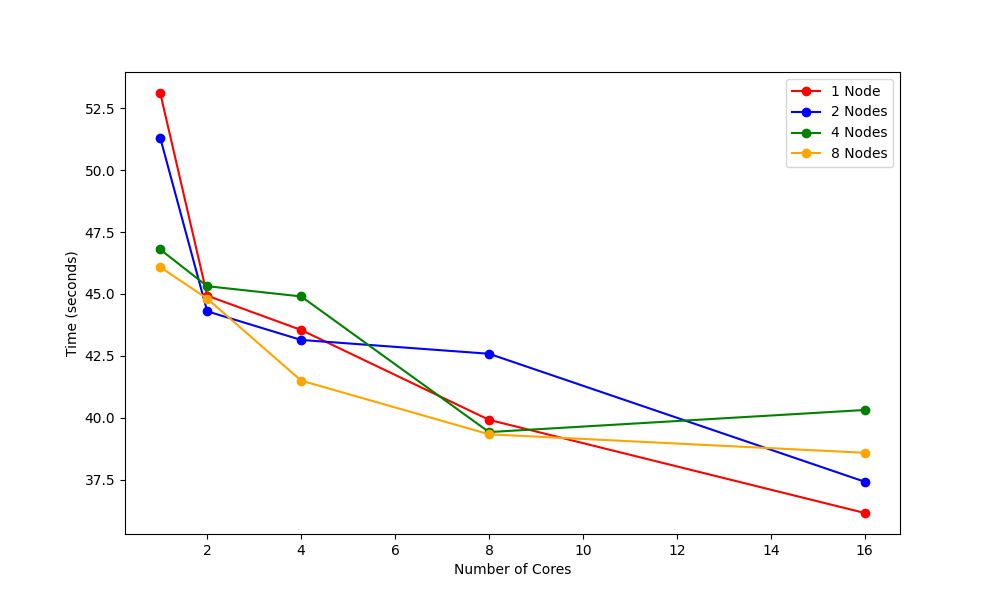 1 Node
2 Nodes
4 Nodes
8 Nodes
52.5
50.0
47.5
45.0
42.5
40.0
37.5
Time (seconds)
2 4 6 8 10 12 14 16
Number of Cores